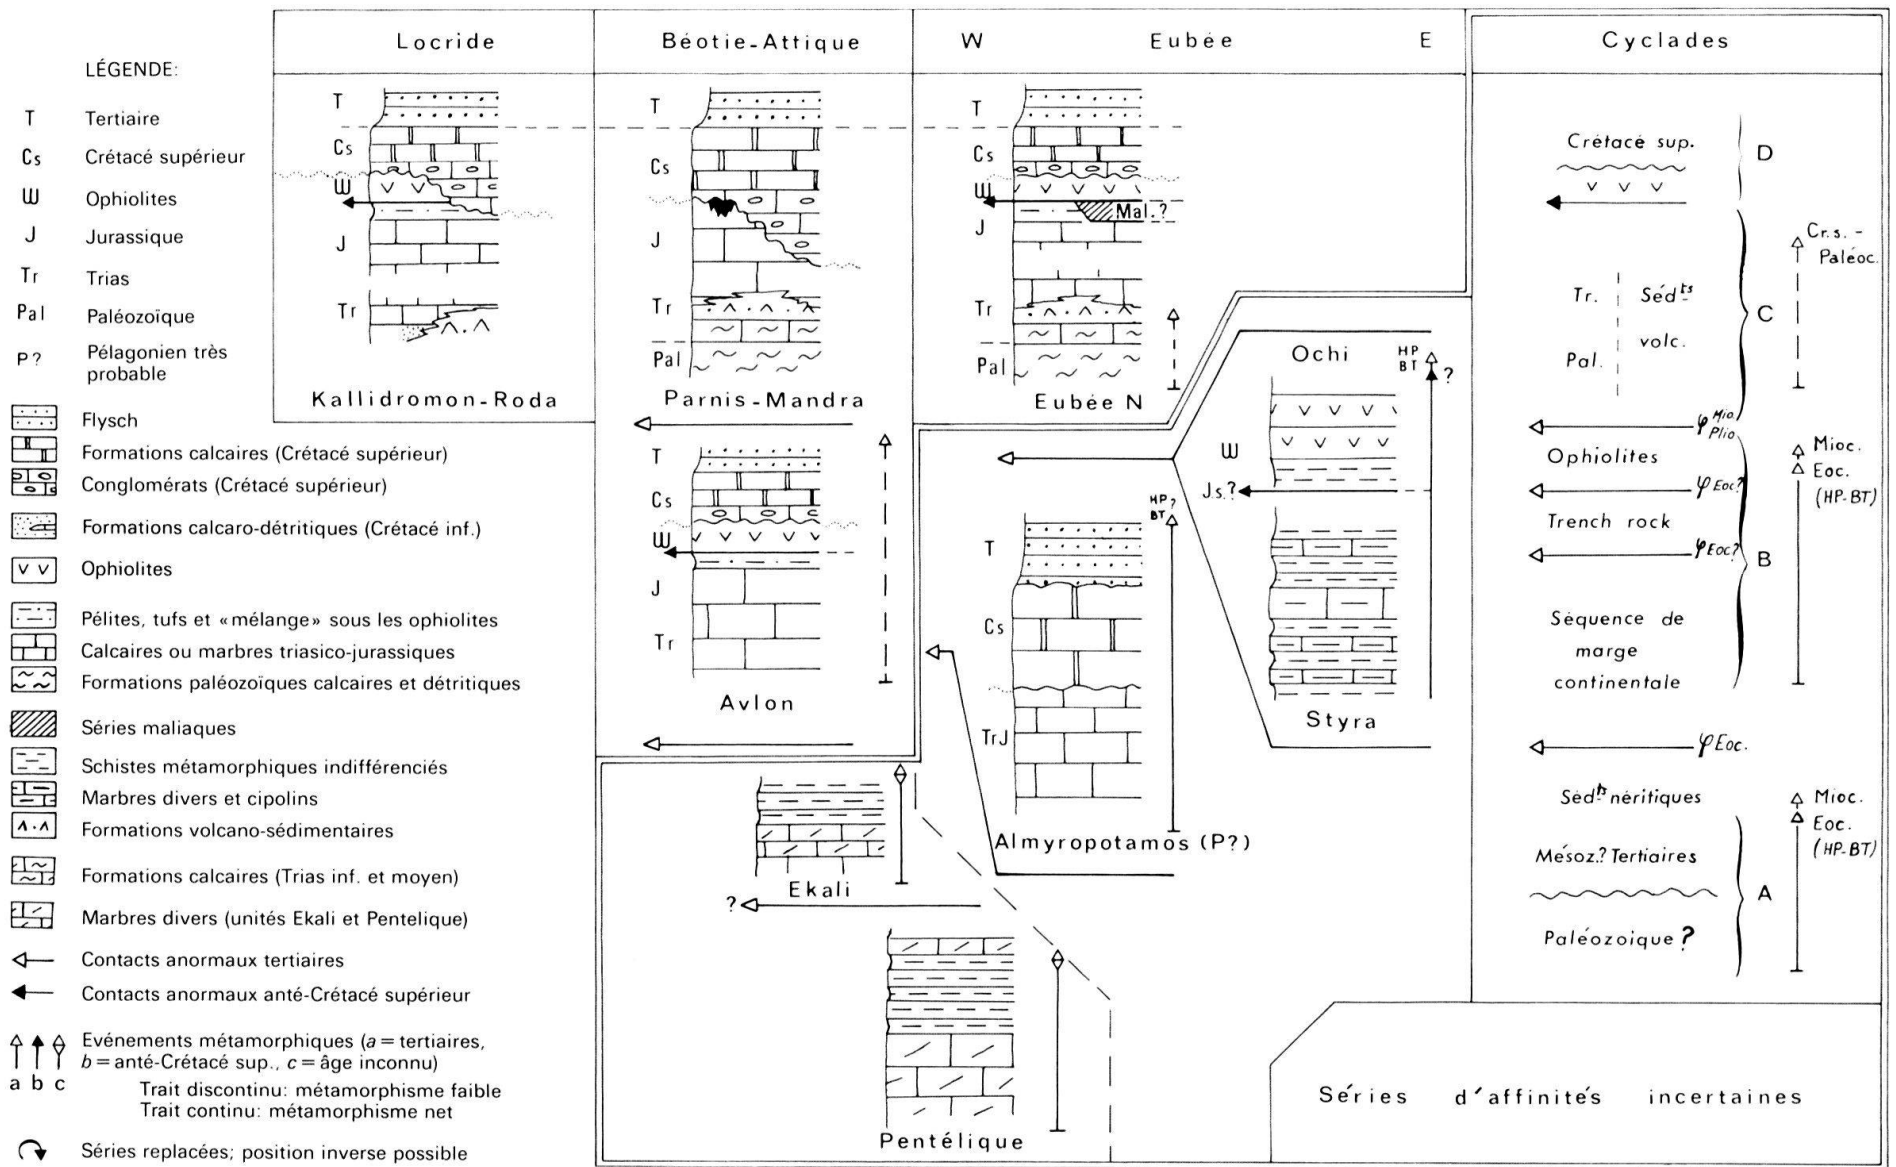 LÉGENDE:
T Tertiaire
Cs Crétacé supérieur
Ш Ophiolites
J Jurassique
Tr Trias
Pal Paléozoïque
P? Pélagonien très
probable
Flysch
Formations calcaires (Crétacé supérieur)
Conglomérats (Crétacé supérieur)
Formations calcaro-détritiques (Crétacé inf.)
Ophiolites
Pélites, tufs et «mélange» sous les ophiolites
Calcaires ou marbres triasico-jurassiques
Formations paléozoïques calcaires et détritiques
Séries maliaques
Schistes métamorphiques indifférenciés
Marbres divers et cipolins
Formations volcano-sédimentaires
Formations calcaires (Trias inf. et moyen)
Marbres divers (unités Ekali et Pentelique)
Contacts anormaux tertiaires
Contacts anormaux anté-Crétacé supérieur
Evénements métamorphiques (a = tertiaires,
b = anté-Crétacé sup., c = âge inconnu)
a b c
Trait discontinu: métamorphisme faible
Trait continu: métamorphisme net
Séries replacées; position inverse possible
Locride
T
Cs
Ш
J
Tr
Kallidromon-Roda
Béotie-Attique
T
Cs
J
Tr
Pal
Parnis-Mandra
T
Cs
Ш
J
Tr
Avlon
Ekali
?
Pentélique
W Eubée E
T
Cs
Ш
Mal.?
J
Tr
Pal
Eubée N
HP ?
BT
T
Cs
TrJ
Almyropotamos (P?)
Ochi
HP
BT ?
Ш
J.s.?
Styra
Cyclades
Crétacé sup.
D
Cr.s. -
Paléoc.
Tr. Séd.ts
volc.
Pal.
C
φ Mio.
Plio
Ophiolites
Mioc.
Eoc.
(HP-BT)
φ Eoc?
Trench rock
φ Eoc?
B
Séquence de
marge
continentale
φ Eoc.
Séd.ts néritiques
Mioc.
Eoc.
(HP-BT)
Mésoz.? Tertiaires
A
Paléozoique ?
Séries d'affinités incertaines